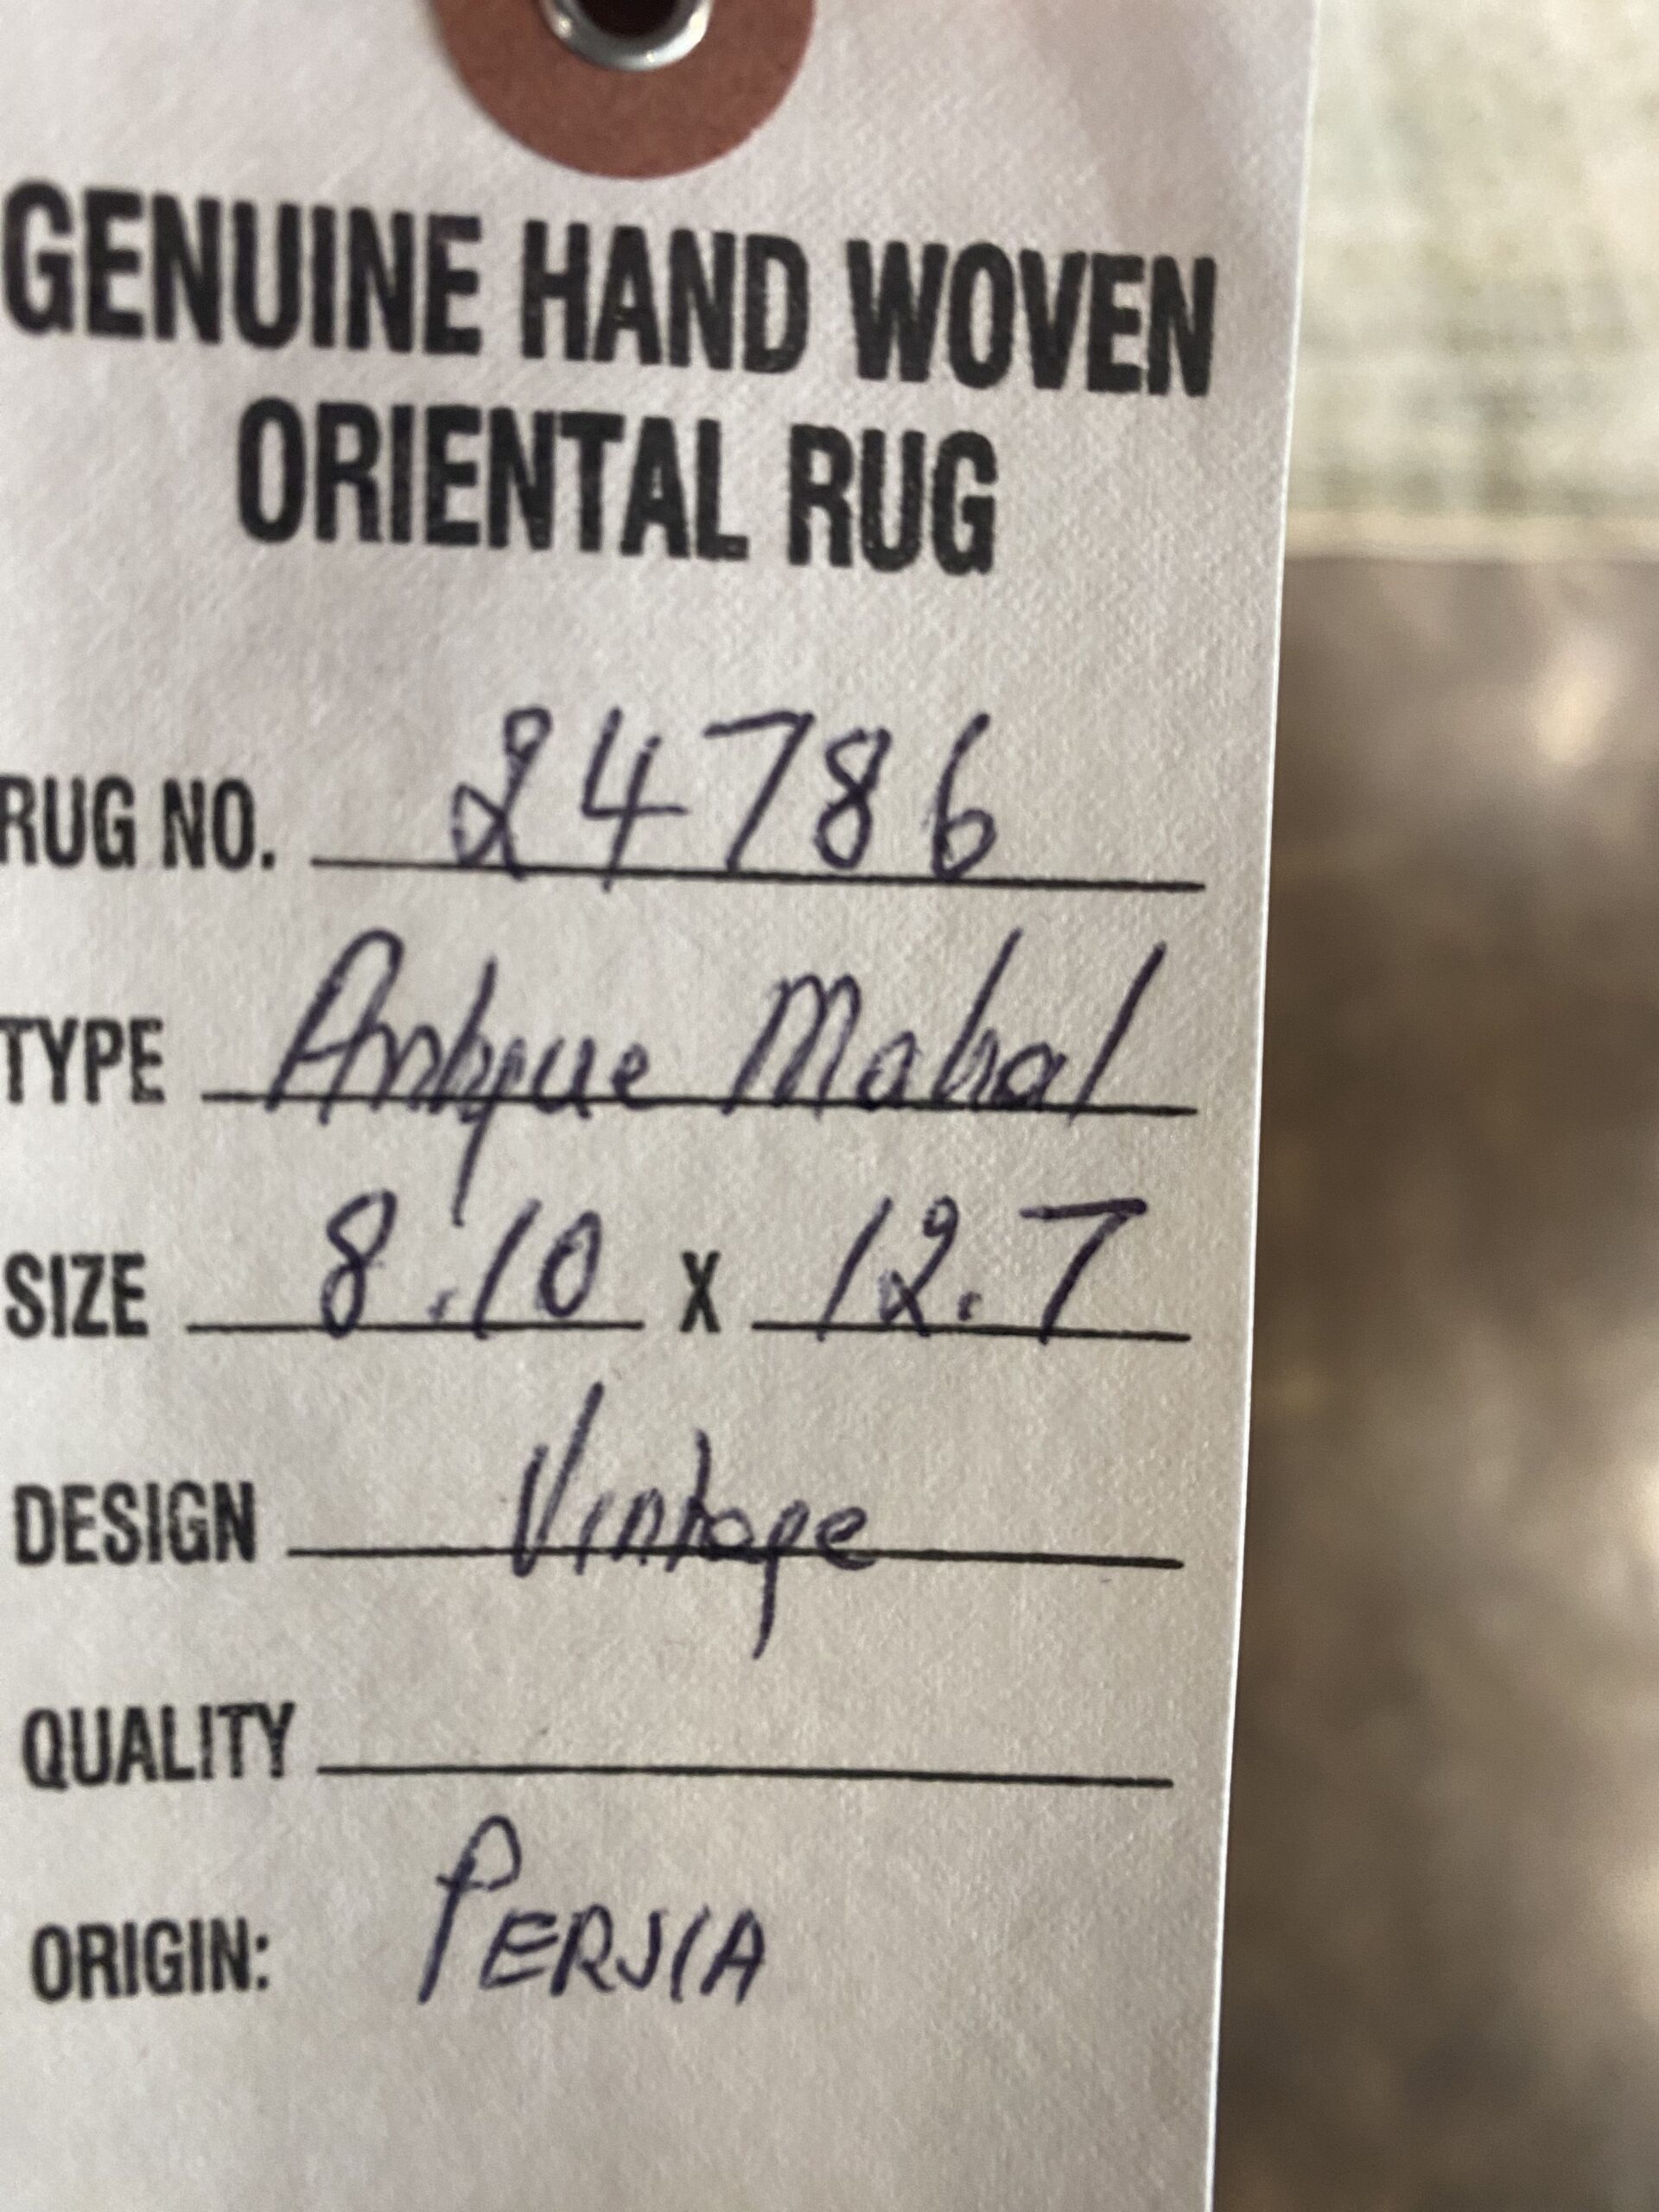 GENUINE HAND WOVEN
ORIENTAL RUG
RUG NO. 24786
TYPE Antique Mahal
SIZE 8.10 X 12.7
DESIGN Vintage
QUALITY
ORIGIN: PERSIA